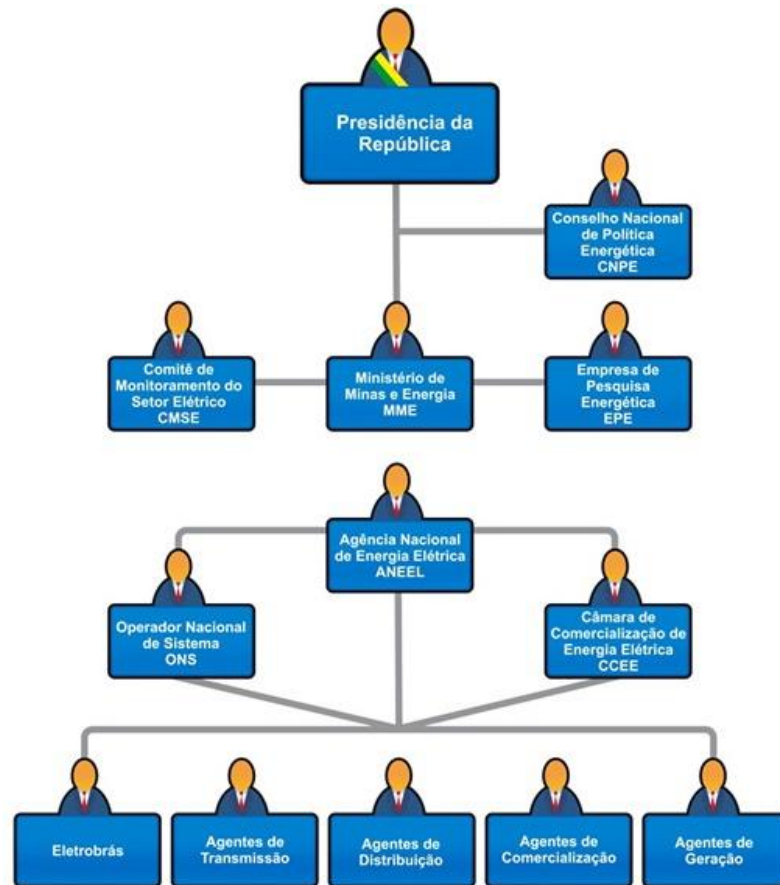 Presidência da
República
Conselho Nacional
de Política
Energética
CNPE
Comitê de
Monitoramento do
Setor Elétrico
CMSE
Ministério de
Minas e Energia
MME
Empresa de
Pesquisa
Energética
EPE
Agência Nacional
de Energia Elétrica
ANEEL
Operador Nacional
de Sistema
ONS
Câmara de
Comercialização de
Energia Elétrica
CCEE
Eletrobrás
Agentes de
Transmissão
Agentes de
Distribuição
Agentes de
Comercialização
Agentes de
Geração